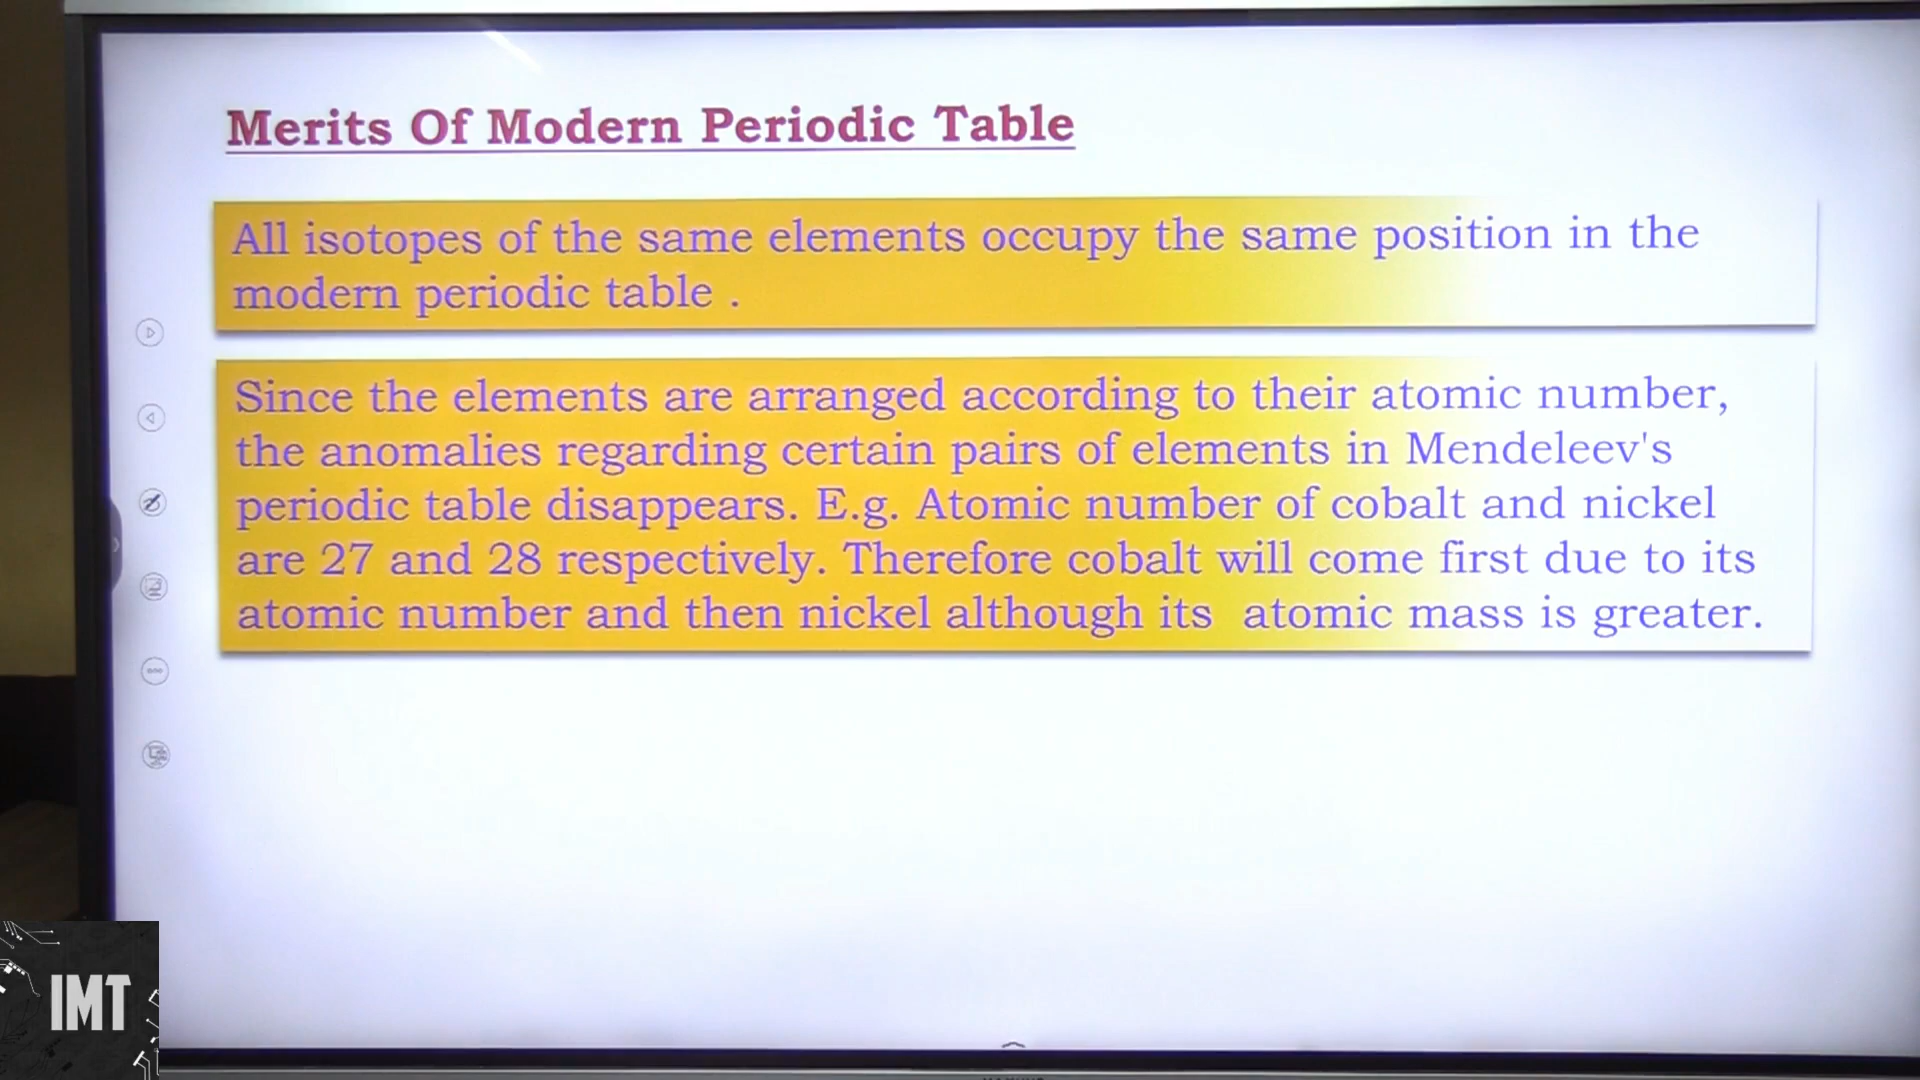 Merits Of Modern Periodic Table
All isotopes of the same elements occupy the same position in the
modern periodic table .
Since the elements are arranged according to their atomic number,
the anomalies regarding certain pairs of elements in Mendeleev's
periodic table disappears. E.g. Atomic number of cobalt and nickel
are 27 and 28 respectively. Therefore cobalt will come first due to its
atomic number and then nickel although its atomic mass is greater.
IMT